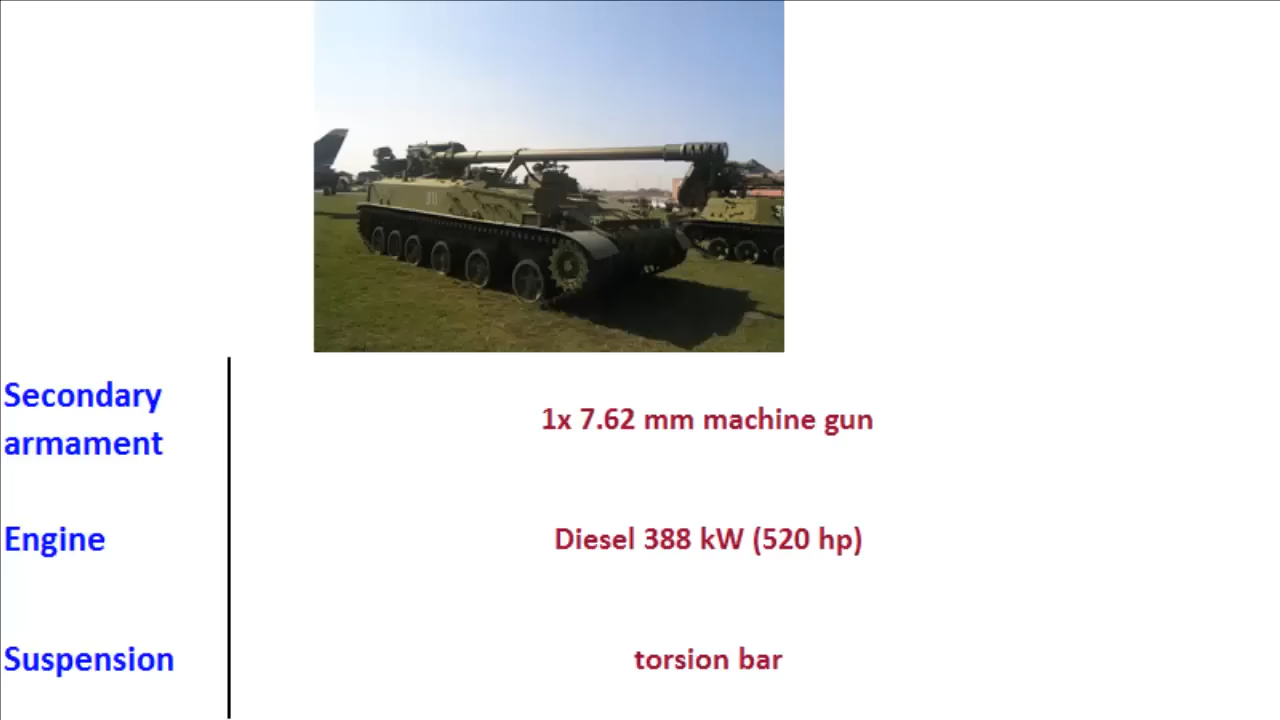 Secondary
armament
1x 7.62 mm machine gun
Engine
Diesel 388 kW (520 hp)
Suspension
torsion bar